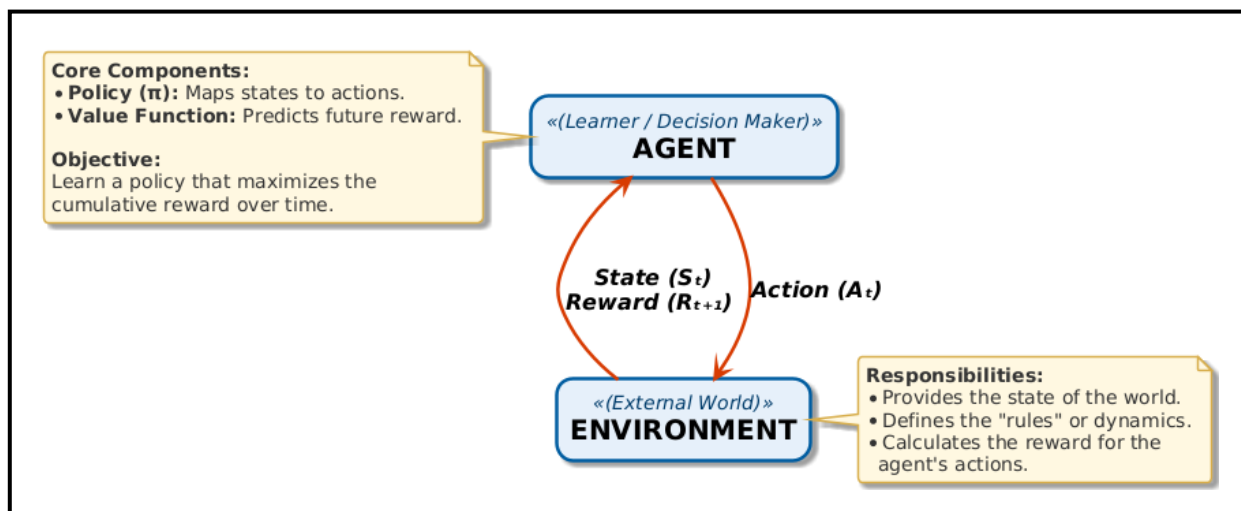 Core Components:
• Policy (π): Maps states to actions.
• Value Function: Predicts future reward.
Objective:
Learn a policy that maximizes the
cumulative reward over time.
«(Learner / Decision Maker)»
AGENT
State (Sₜ)
Reward (Rₜ₊₁)
Action (Aₜ)
«(External World)»
ENVIRONMENT
Responsibilities:
• Provides the state of the world.
• Defines the "rules" or dynamics.
• Calculates the reward for the
agent's actions.